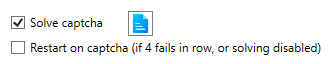 Solve captcha
Restart on captcha (if 4 fails in row, or solving disabled)